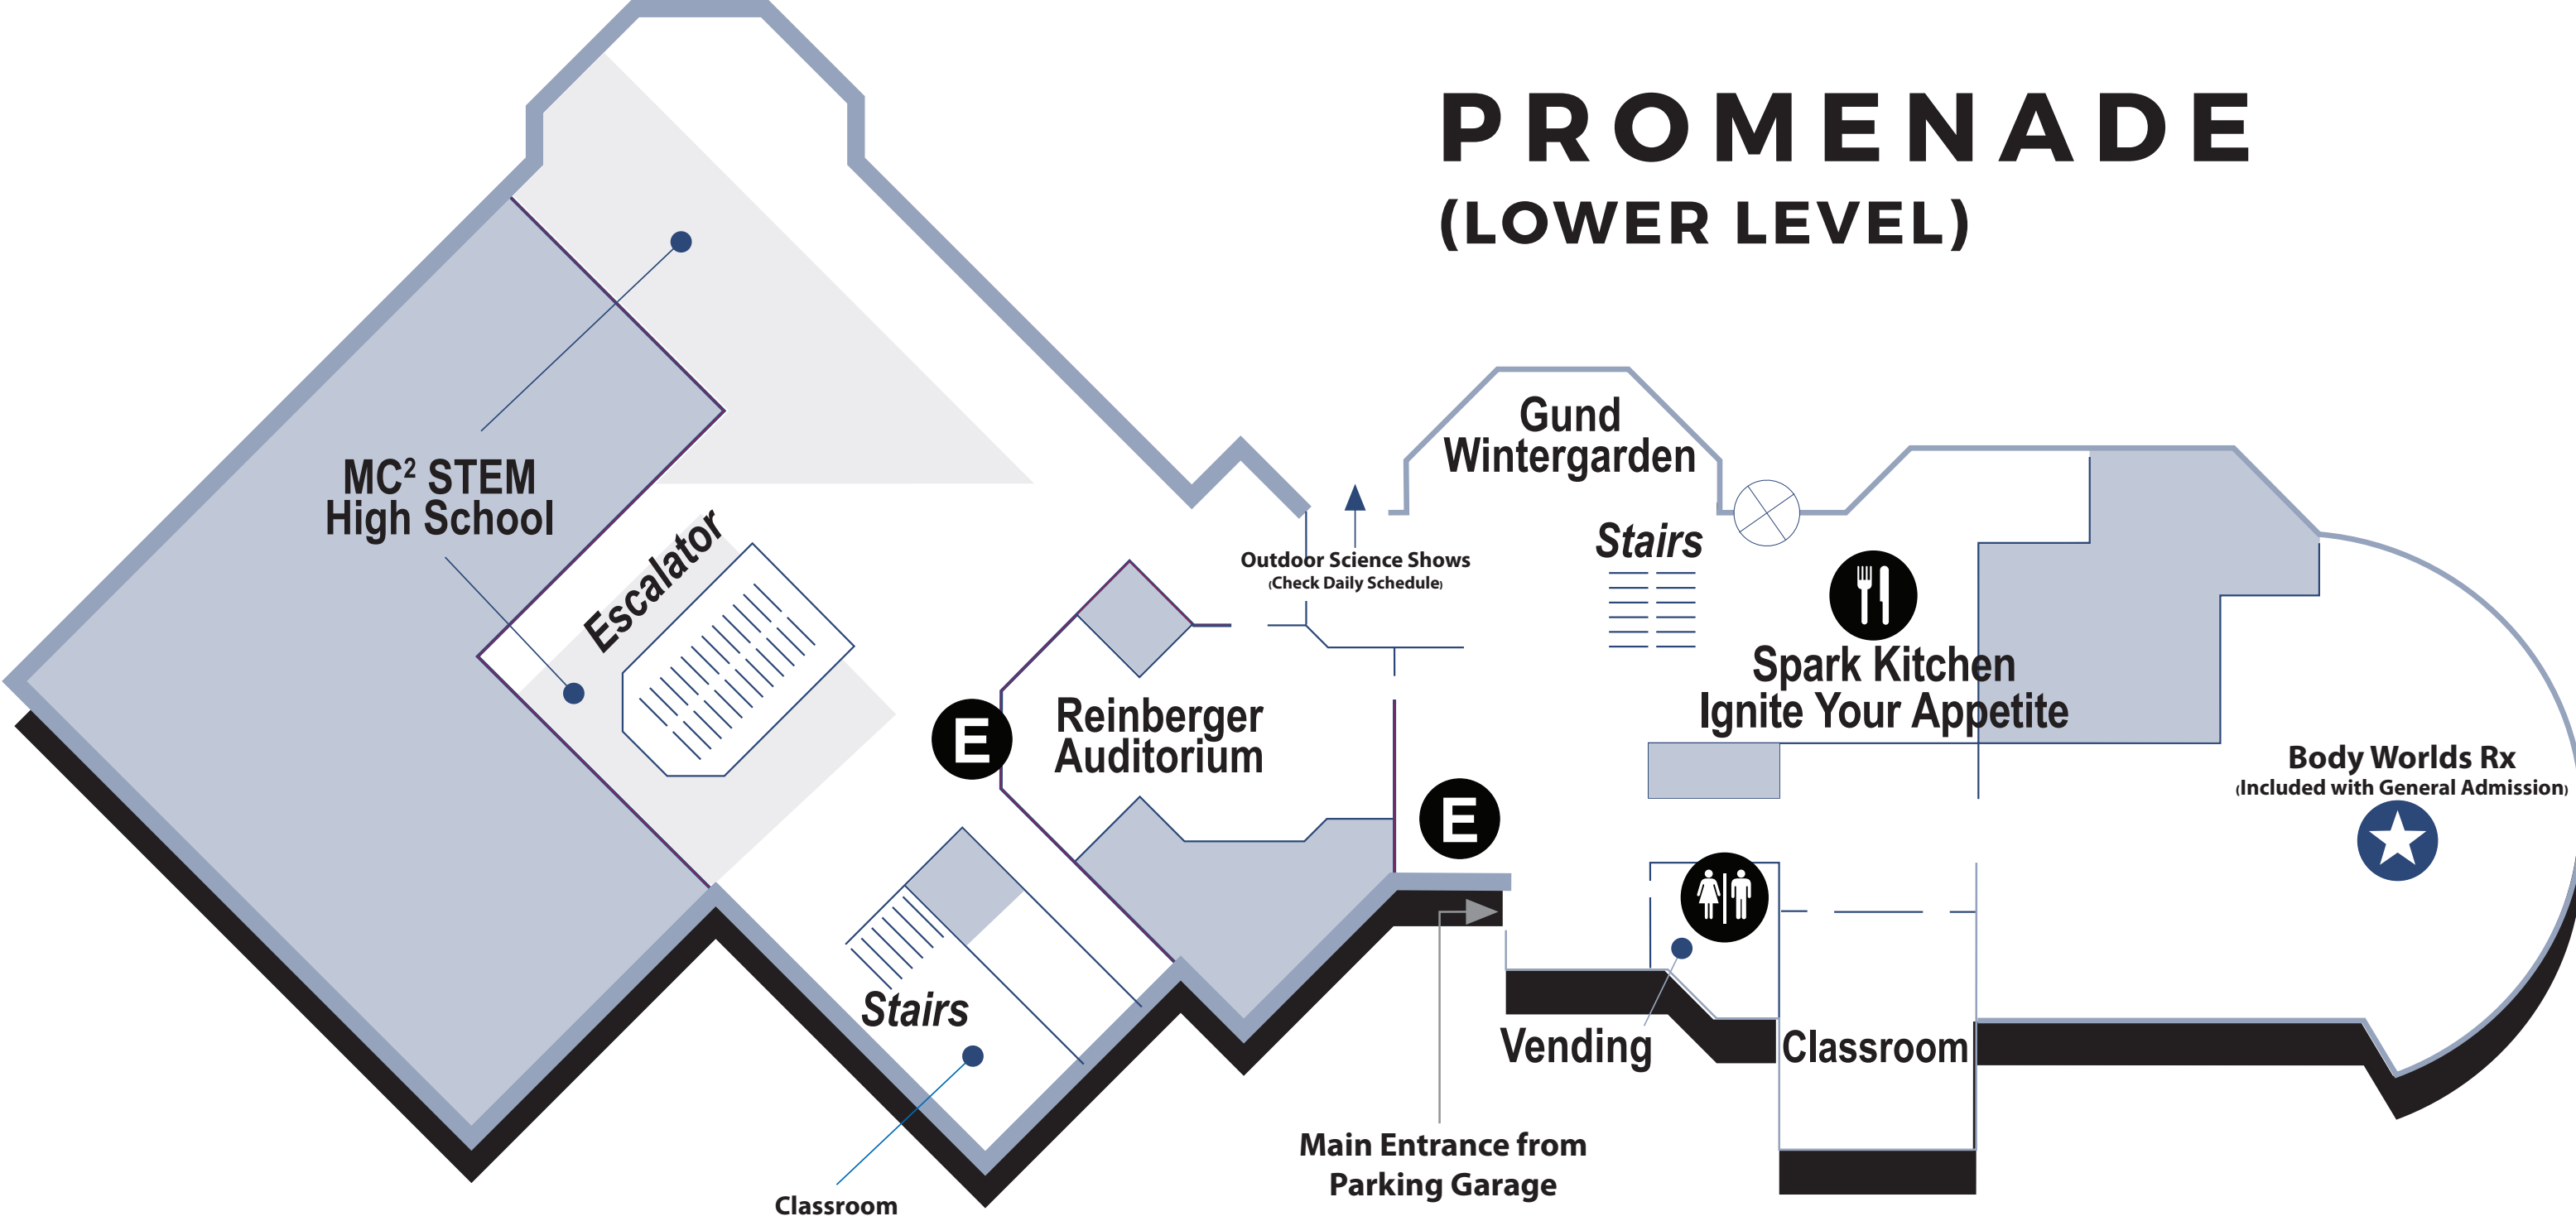 PROMENADE
(LOWER LEVEL)
Gund
Wintergarden
MC² STEM
High School
Escalator
Outdoor Science Shows
(Check Daily Schedule)
Stairs
Spark Kitchen
Ignite Your Appetite
E
Reinberger
Auditorium
E
Body Worlds Rx
(Included with General Admission)
Stairs
Vending
Classroom
Main Entrance from
Parking Garage
Classroom